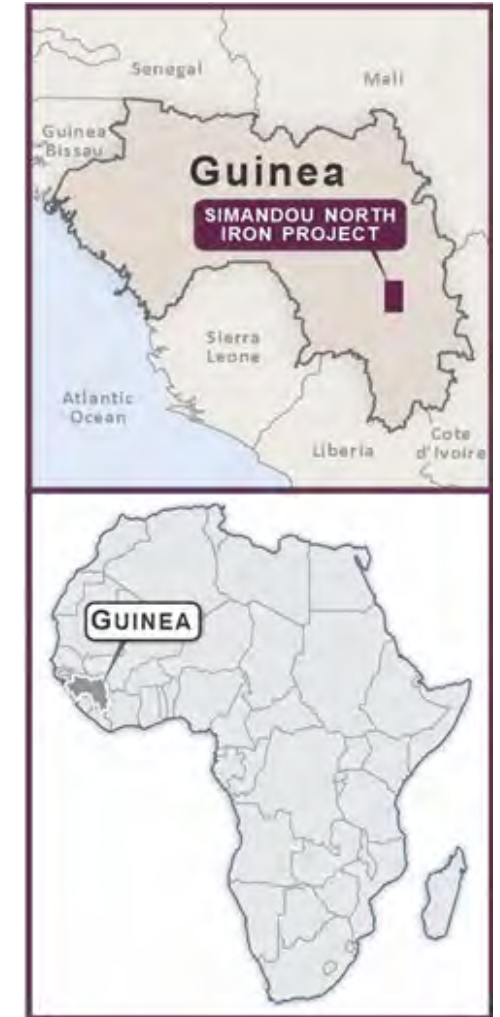 Senegal
Mali
Guinea
Bissau
Guinea
SIMANDOU NORTH
IRON PROJECT
Sierra
Leone
Atlantic
Ocean
Liberia
Cote
d'Ivoire
GUINEA